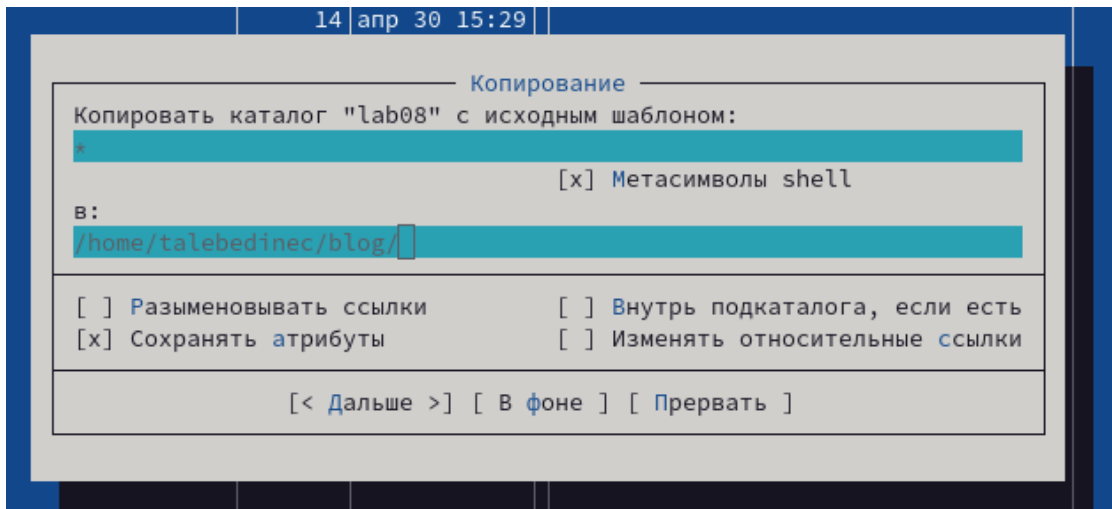 14 апр 30 15:29
Копирование
Копировать каталог "lab08" с исходным шаблоном:
*
[x] Метасимволы shell
в:
/home/talebedinec/blog/
[ ] Разыменовывать ссылки [ ] Внутрь подкаталога, если есть
[x] Сохранять атрибуты [ ] Изменять относительные ссылки
[< Дальше >] [ В фоне ] [ Прервать ]